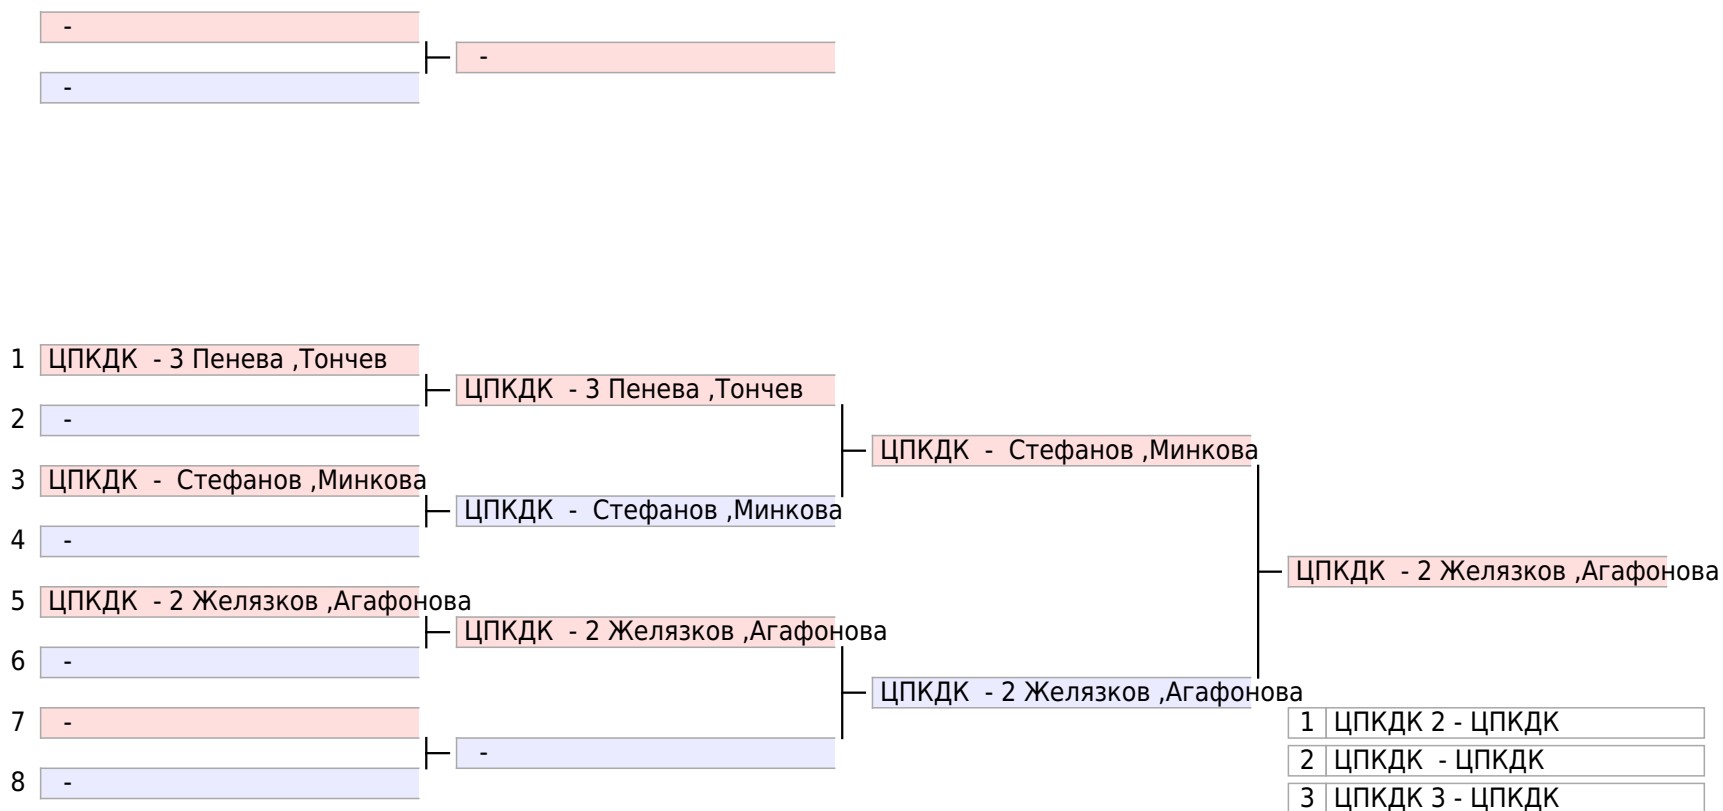 -
-
-
1 ЦПКДК - 3 Пенева ,Тончев
ЦПКДК - 3 Пенева ,Тончев
2 -
ЦПКДК - Стефанов ,Минкова
3 ЦПКДК - Стефанов ,Минкова
ЦПКДК - Стефанов ,Минкова
4 -
ЦПКДК - 2 Желязков ,Агафонова
5 ЦПКДК - 2 Желязков ,Агафонова
ЦПКДК - 2 Желязков ,Агафонова
6 -
ЦПКДК - 2 Желязков ,Агафонова
7 -
-
8 -
1 ЦПКДК 2 - ЦПКДК
2 ЦПКДК - ЦПКДК
3 ЦПКДК 3 - ЦПКДК